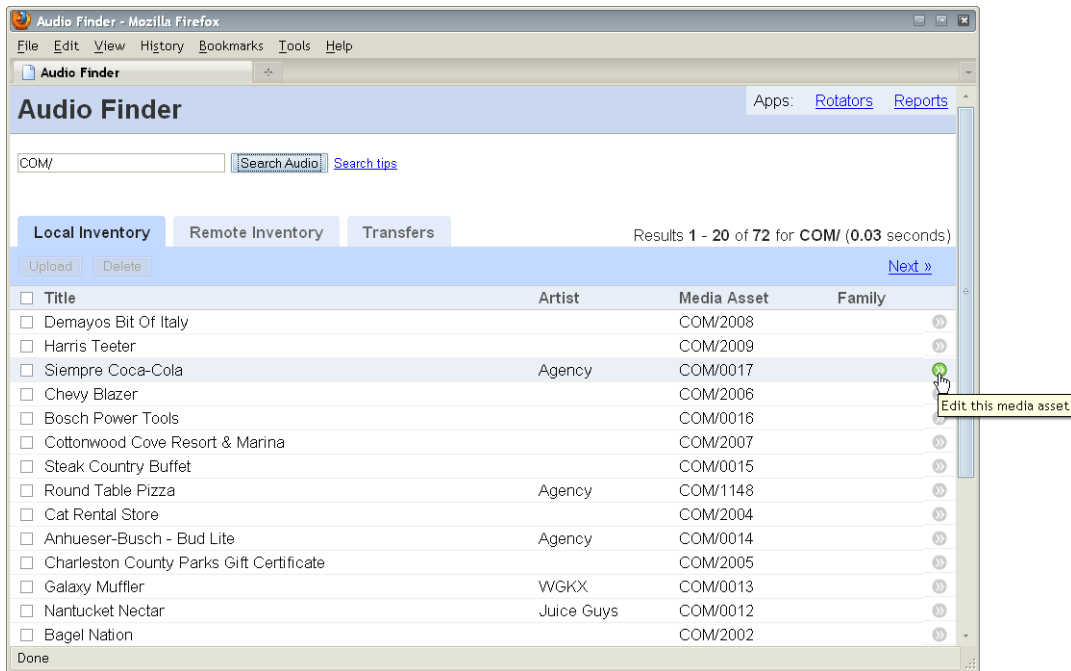 Audio Finder - Mozilla Firefox
File Edit View History Bookmarks Tools Help
Audio Finder
Audio Finder
Apps: Rotators Reports
COM/ Search Audio Search tips
Local Inventory Remote Inventory Transfers Results 1 - 20 of 72 for COM/ (0.03 seconds)
Upload Delete Next »
Title Artist Media Asset Family
Demayos Bit Of Italy COM/2008
Harris Teeter COM/2009
Siempre Coca-Cola Agency COM/0017
Chevy Blazer COM/2006
Edit this media asset
Bosch Power Tools COM/0016
Cottonwood Cove Resort & Marina COM/2007
Steak Country Buffet COM/0015
Round Table Pizza Agency COM/1148
Cat Rental Store COM/2004
Anhueser-Busch - Bud Lite Agency COM/0014
Charleston County Parks Gift Certificate COM/2005
Galaxy Muffler WGKX COM/0013
Nantucket Nectar Juice Guys COM/0012
Bagel Nation COM/2002
Done